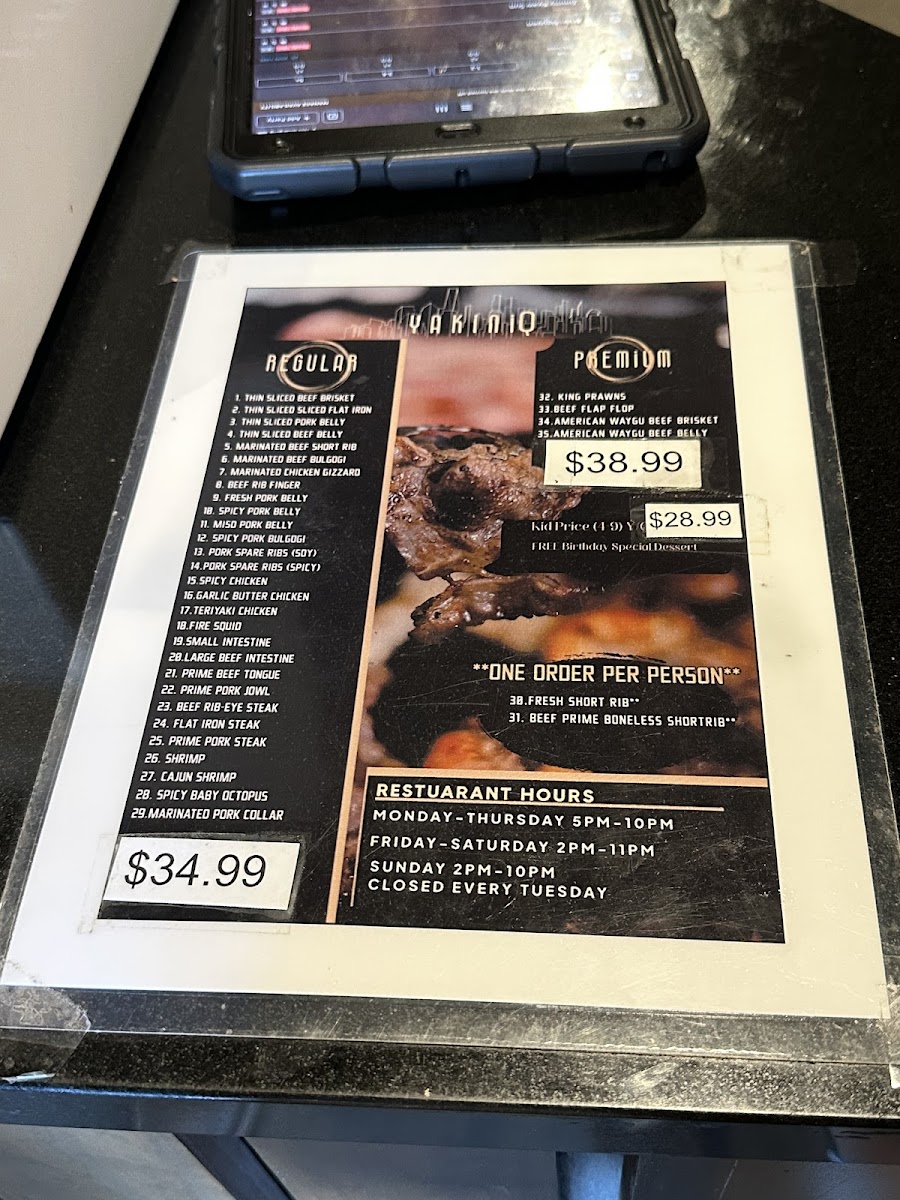 YAKINIQ
REGULAR
1. THIN SLICED BEEF BRISKET
2. THIN SLICED SLICED FLAT IRON
3. THIN SLICED PORK BELLY
4. THIN SLICED BEEF BELLY
5. MARINATED BEEF SHORT RIB
6. MARINATED BEEF BULGOGI
7. MARINATED CHICKEN GIZZARD
8. BEEF RIB FINGER
9. FRESH PORK BELLY
10. SPICY PORK BELLY
11. MISO PORK BELLY
12. SPICY PORK BULGOGI
13. PORK SPARE RIBS (SOY)
14.PORK SPARE RIBS (SPICY)
15.SPICY CHICKEN
16.GARLIC BUTTER CHICKEN
17.TERIYAKI CHICKEN
18.FIRE SQUID
19.SMALL INTESTINE
20.LARGE BEEF INTESTINE
21. PRIME BEEF TONGUE
22. PRIME PORK JOWL
23. BEEF RIB-EYE STEAK
24. FLAT IRON STEAK
25. PRIME PORK STEAK
26. SHRIMP
27. CAJUN SHRIMP
28. SPICY BABY OCTOPUS
29.MARINATED PORK COLLAR
$34.99
PREMIUM
32. KING PRAWNS
33.BEEF FLAP FLOP
34.AMERICAN WAYGU BEEF BRISKET
35.AMERICAN WAYGU BEEF BELLY
$38.99
Kid Price (4-9) Y
$28.99
FREE Birthday Special Dessert
**ONE ORDER PER PERSON**
30.FRESH SHORT RIB**
31. BEEF PRIME BONELESS SHORTRIB**
RESTUARANT HOURS
MONDAY-THURSDAY 5PM-10PM
FRIDAY-SATURDAY 2PM-11PM
SUNDAY 2PM-10PM
CLOSED EVERY TUESDAY